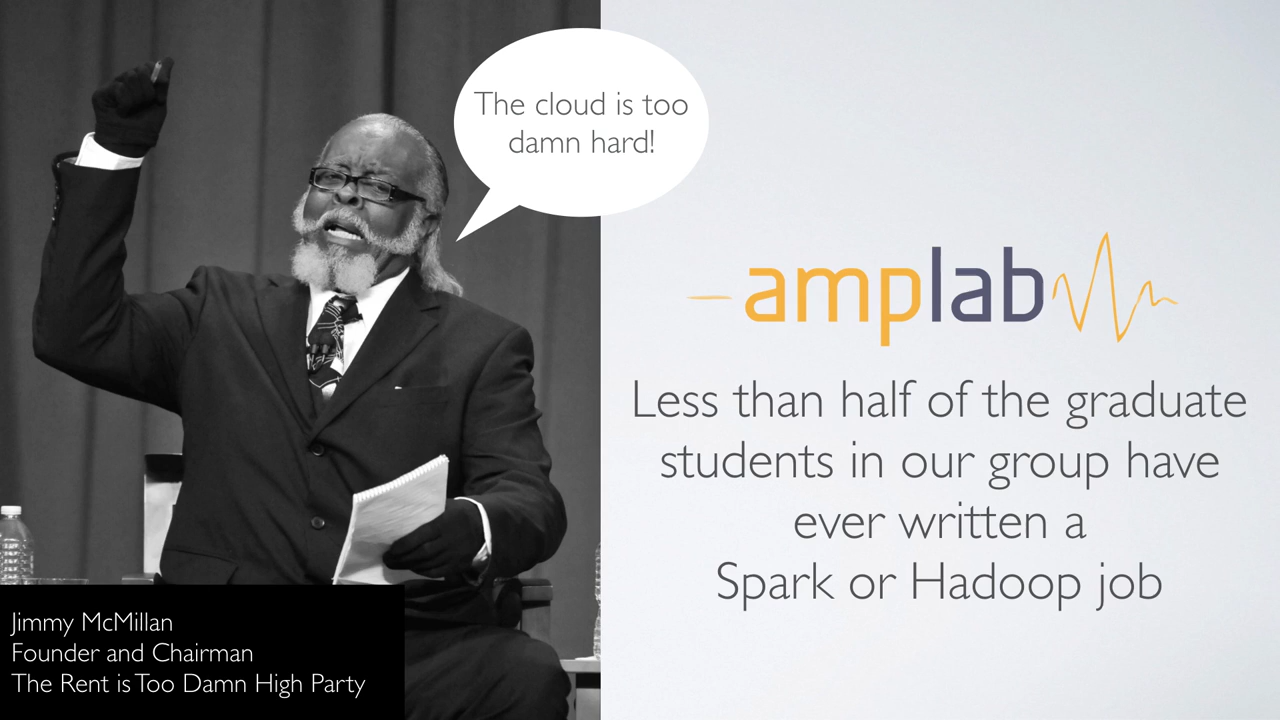 The cloud is too
damn hard!
amplab
Less than half of the graduate
students in our group have
ever written a
Spark or Hadoop job
Jimmy McMillan
Founder and Chairman
The Rent is Too Damn High Party